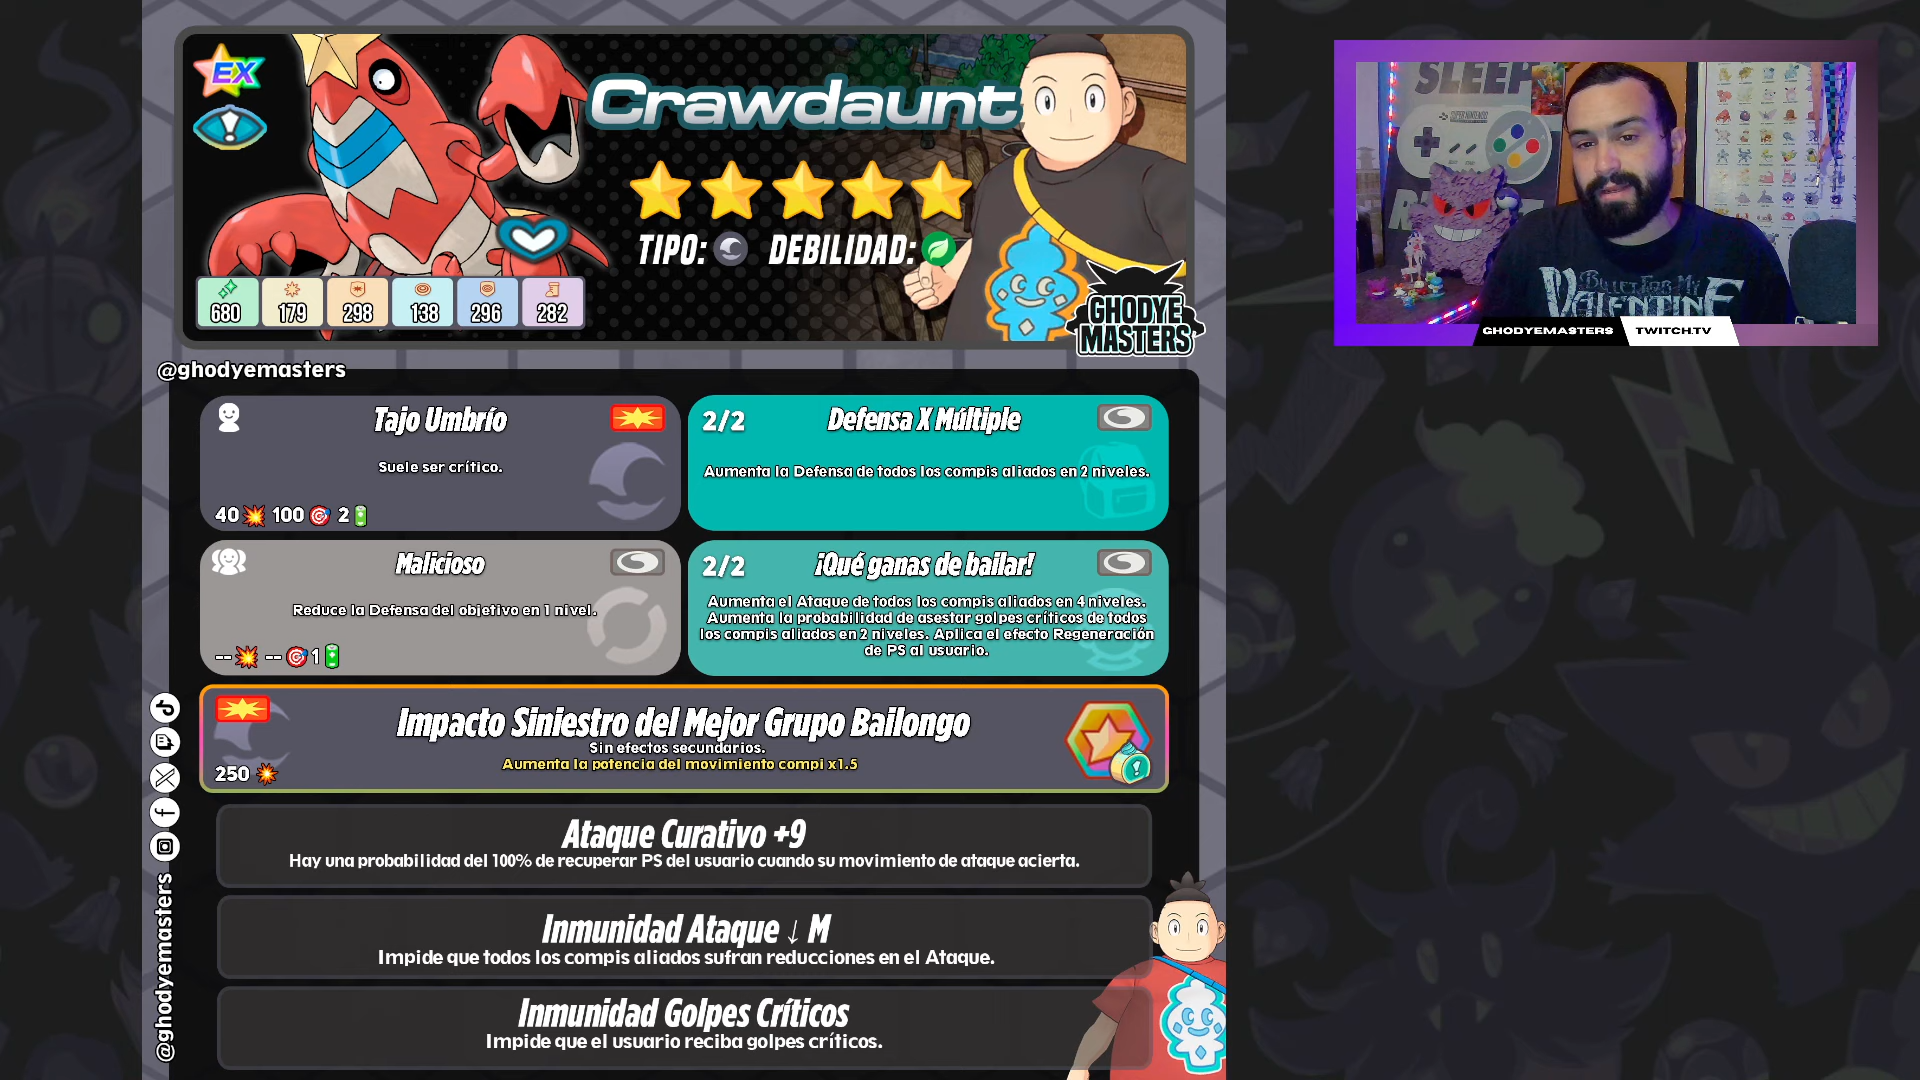 EX
Crawdaunt
TIPO: DEBILIDAD:
680 179 298 138 296 282
GHODYE
MASTERS
@ghodyemasters
Tajo Umbrío
Suele ser crítico.
40 100 2
2/2 Defensa X Múltiple
Aumenta la Defensa de todos los compis aliados en 2 niveles.
Malicioso
Reduce la Defensa del objetivo en 1 nivel.
-- -- 1
2/2 ¡Qué ganas de bailar!
Aumenta el Ataque de todos los compis aliados en 4 niveles.
Aumenta la probabilidad de asestar golpes críticos de todos
los compis aliados en 2 niveles. Aplica el efecto Regeneración
de PS al usuario.
Impacto Siniestro del Mejor Grupo Bailongo
Sin efectos secundarios.
Aumenta la potencia del movimiento compi x1.5
250
Ataque Curativo +9
Hay una probabilidad del 100% de recuperar PS del usuario cuando su movimiento de ataque acierta.
Inmunidad Ataque ↓ M
Impide que todos los compis aliados sufran reducciones en el Ataque.
Inmunidad Golpes Críticos
Impide que el usuario reciba golpes críticos.
@ghodyemasters
SLEEP
SUPER NINTENDO
BULLET FOR MY
VALENTINE
GHODYEMASTERS TWITCH.TV